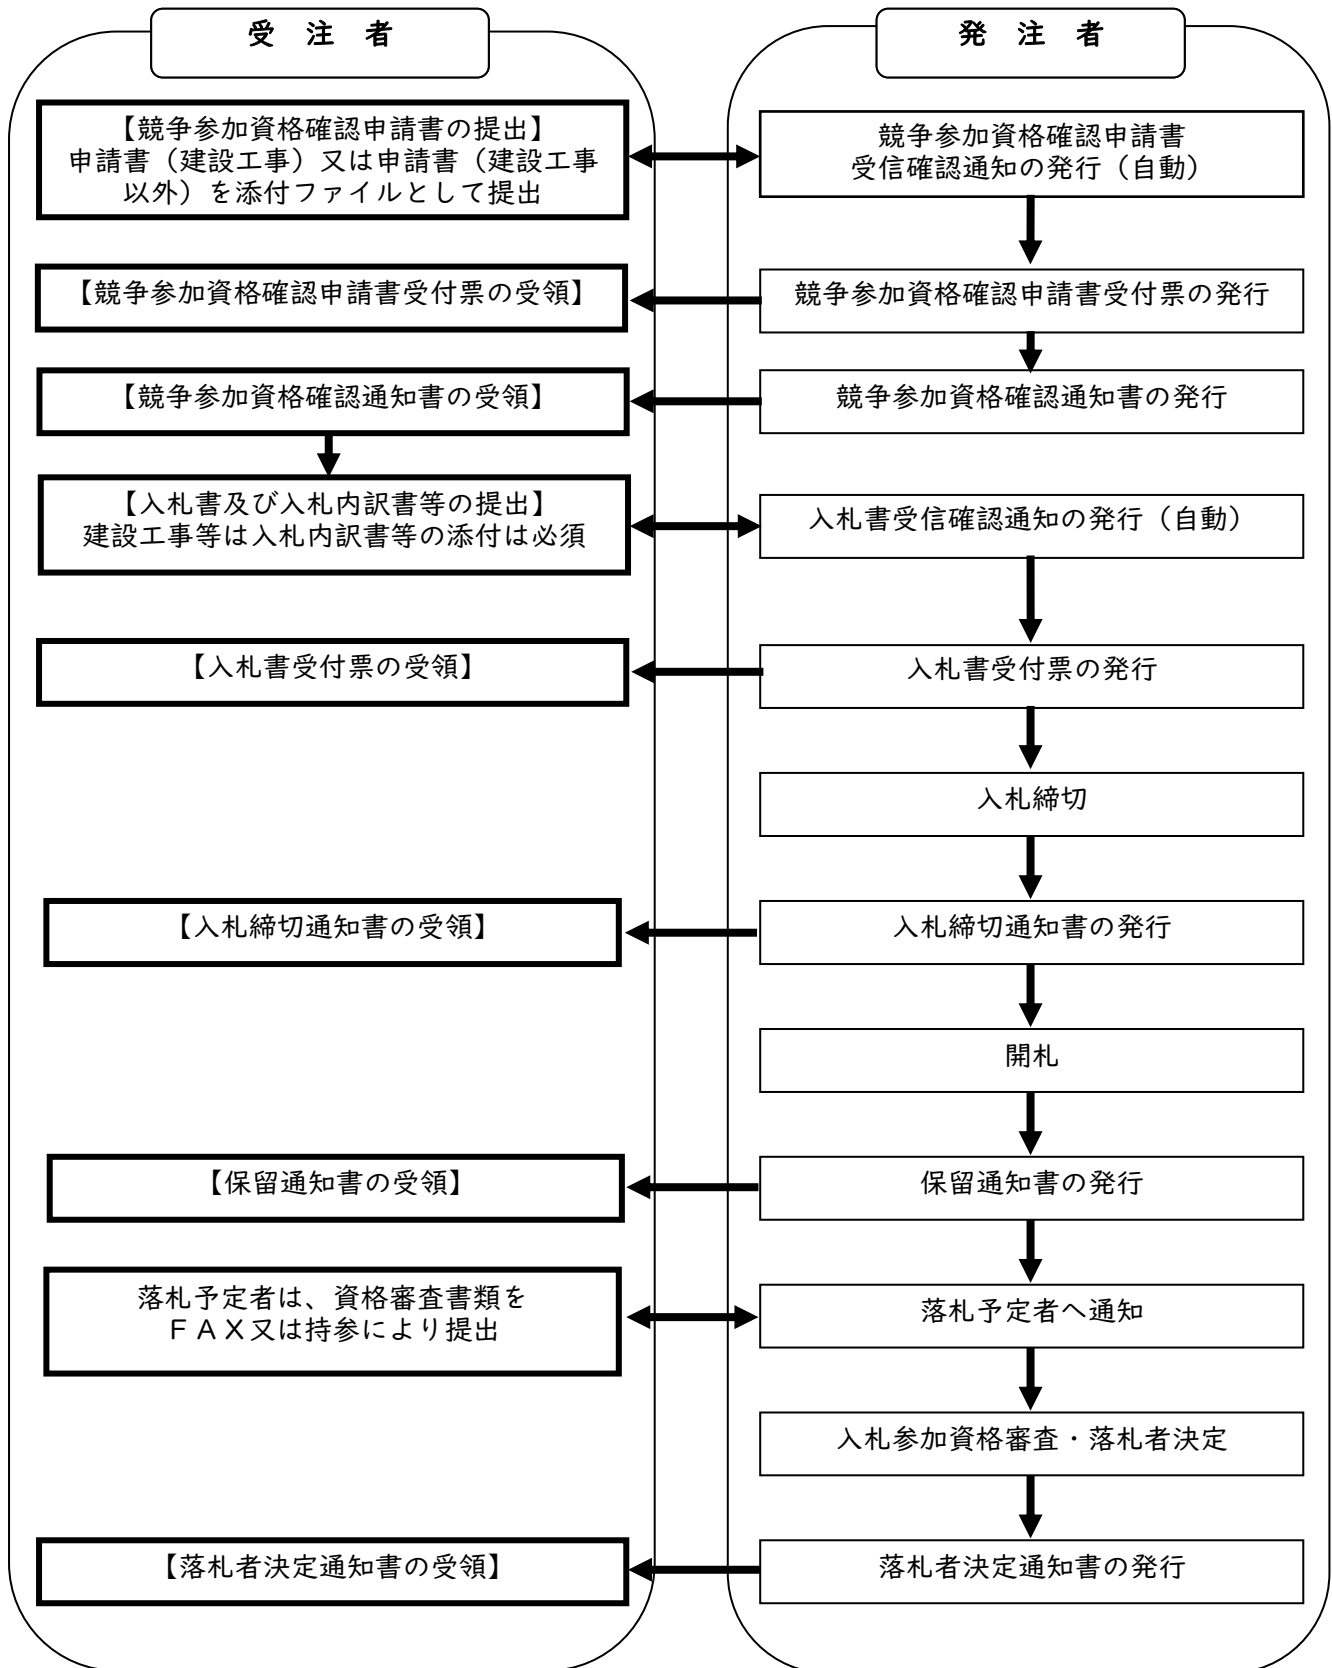 受　注　者
発　注　者
【競争参加資格確認申請書の提出】
申請書（建設工事）又は申請書（建設工事
以外）を添付ファイルとして提出
競争参加資格確認申請書
受信確認通知の発行（自動）
【競争参加資格確認申請書受付票の受領】
競争参加資格確認申請書受付票の発行
【競争参加資格確認通知書の受領】
競争参加資格確認通知書の発行
【入札書及び入札内訳書等の提出】
建設工事等は入札内訳書等の添付は必須
入札書受信確認通知の発行（自動）
【入札書受付票の受領】
入札書受付票の発行
入札締切
【入札締切通知書の受領】
入札締切通知書の発行
開札
【保留通知書の受領】
保留通知書の発行
落札予定者は、資格審査書類を
ＦＡＸ又は持参により提出
落札予定者へ通知
入札参加資格審査・落札者決定
【落札者決定通知書の受領】
落札者決定通知書の発行